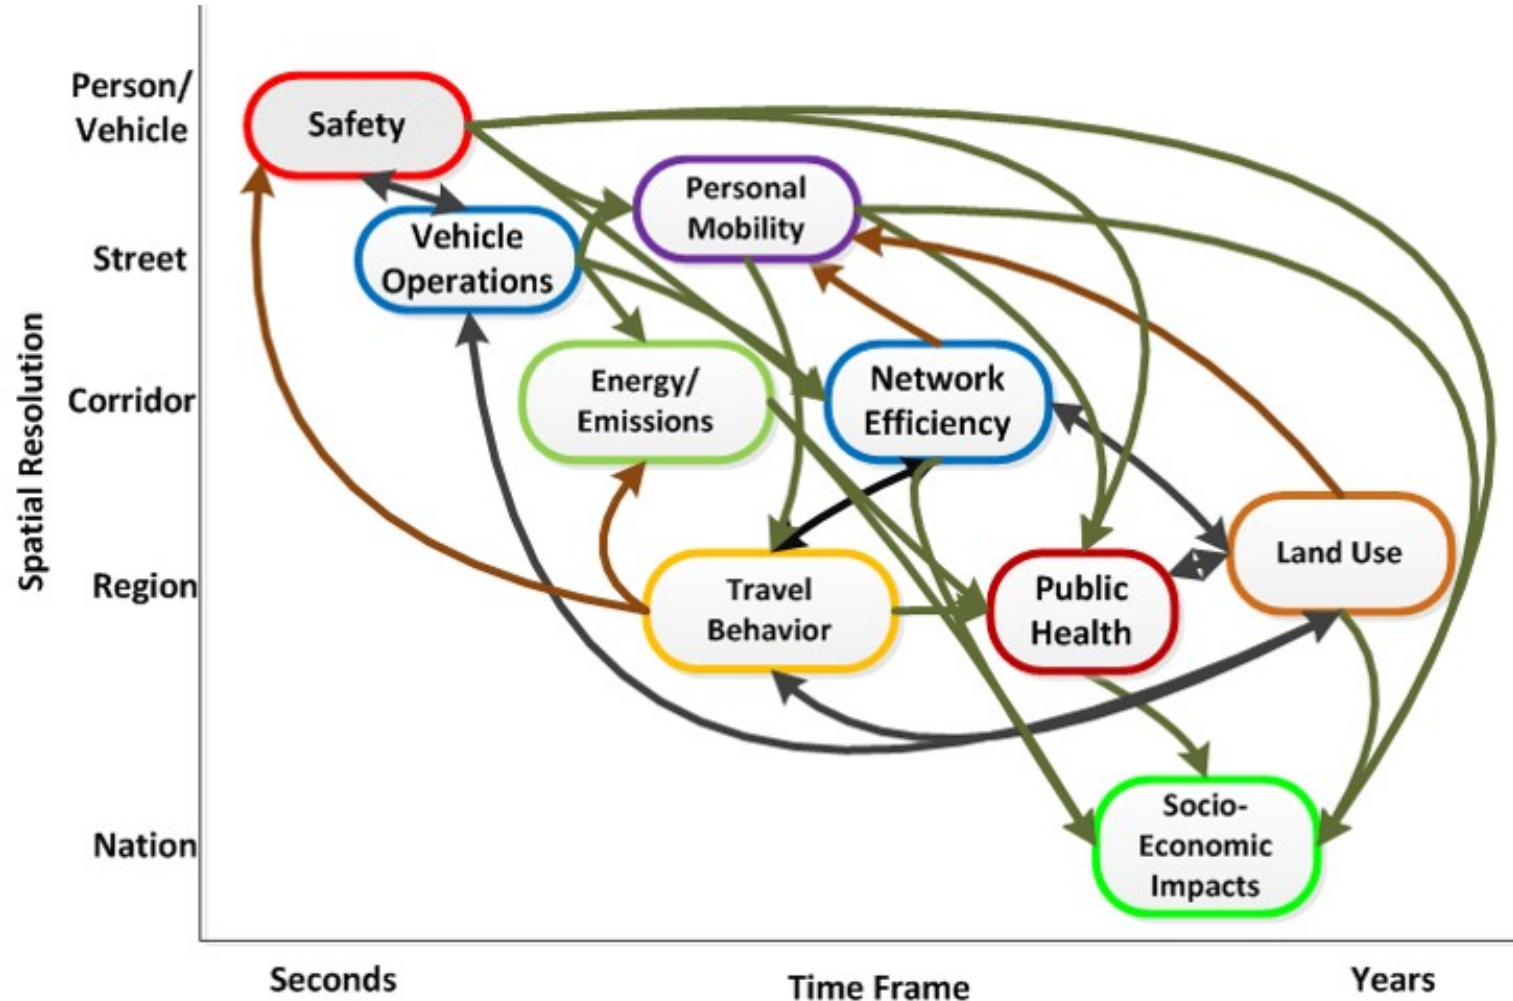 Person/
Vehicle
Safety
Personal
Mobility
Vehicle
Operations
Street
Spatial Resolution
Energy/
Emissions
Network
Efficiency
Corridor
Land Use
Region
Travel
Behavior
Public
Health
Nation
Socio-
Economic
Impacts
Seconds
Time Frame
Years